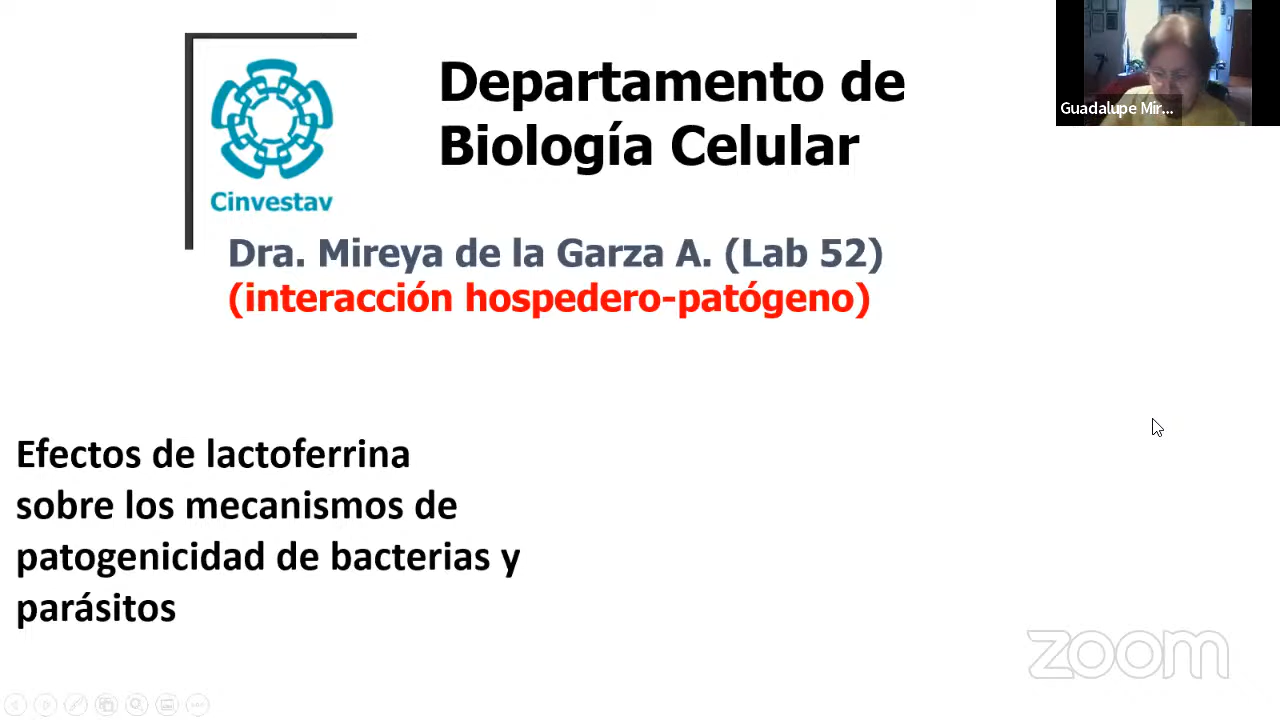 Departamento de
Biología Celular
Guadalupe Mir...
Cinvestav
Dra. Mireya de la Garza A. (Lab 52)
(interacción hospedero-patógeno)
Efectos de lactoferrina
sobre los mecanismos de
patogenicidad de bacterias y
parásitos
zoom